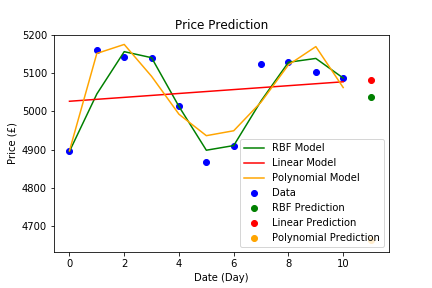 Price Prediction
5200
5100
5000
4900
4800
4700
Price (£)
0
2
4
6
8
10
Date (Day)
RBF Model
Linear Model
Polynomial Model
Data
RBF Prediction
Linear Prediction
Polynomial Prediction